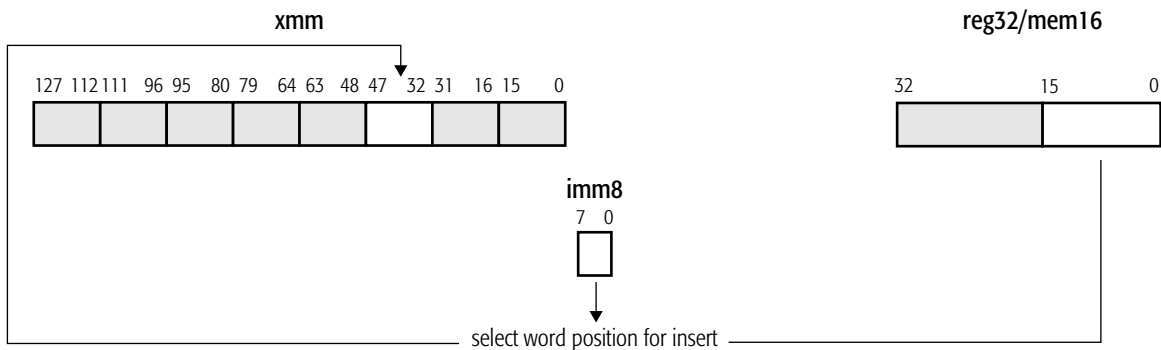 xmm reg32/mem16
127 112 111 96 95 80 79 64 63 48 47 32 31 16 15 0 32 15 0
imm8
7 0
select word position for insert